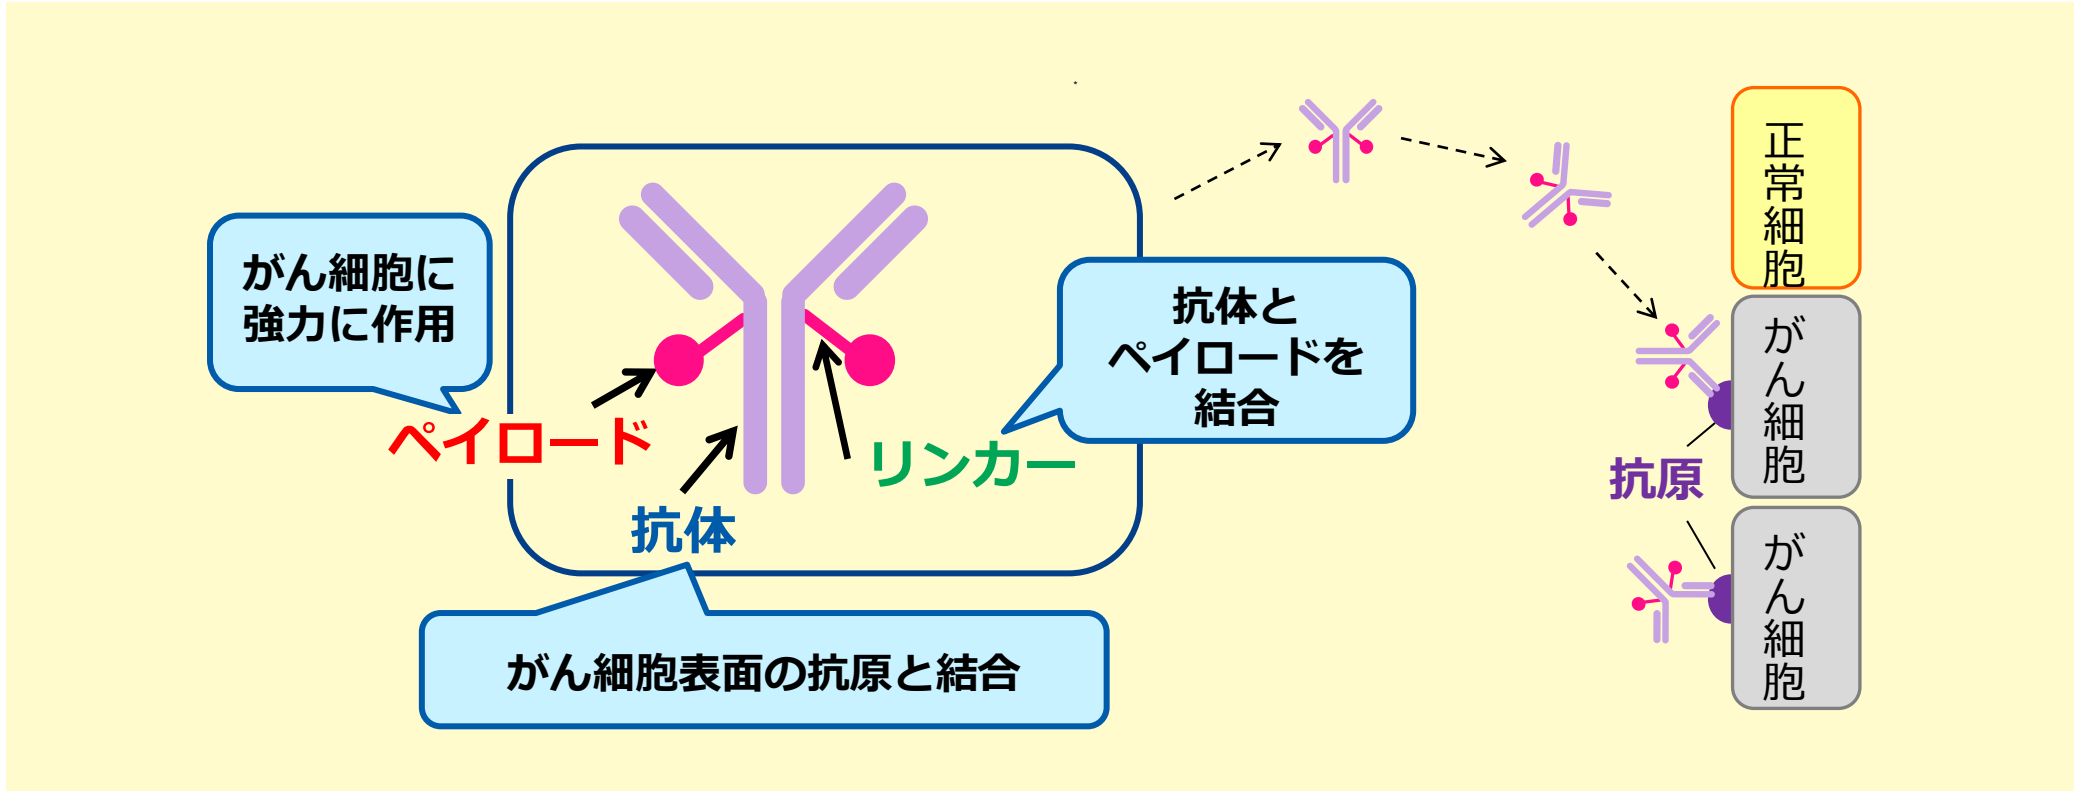 がん細胞に
強力に作用
ペイロード
抗体
リンカー
抗体と
ペイロードを
結合
がん細胞表面の抗原と結合
正常細胞
がん細胞
抗原
がん細胞